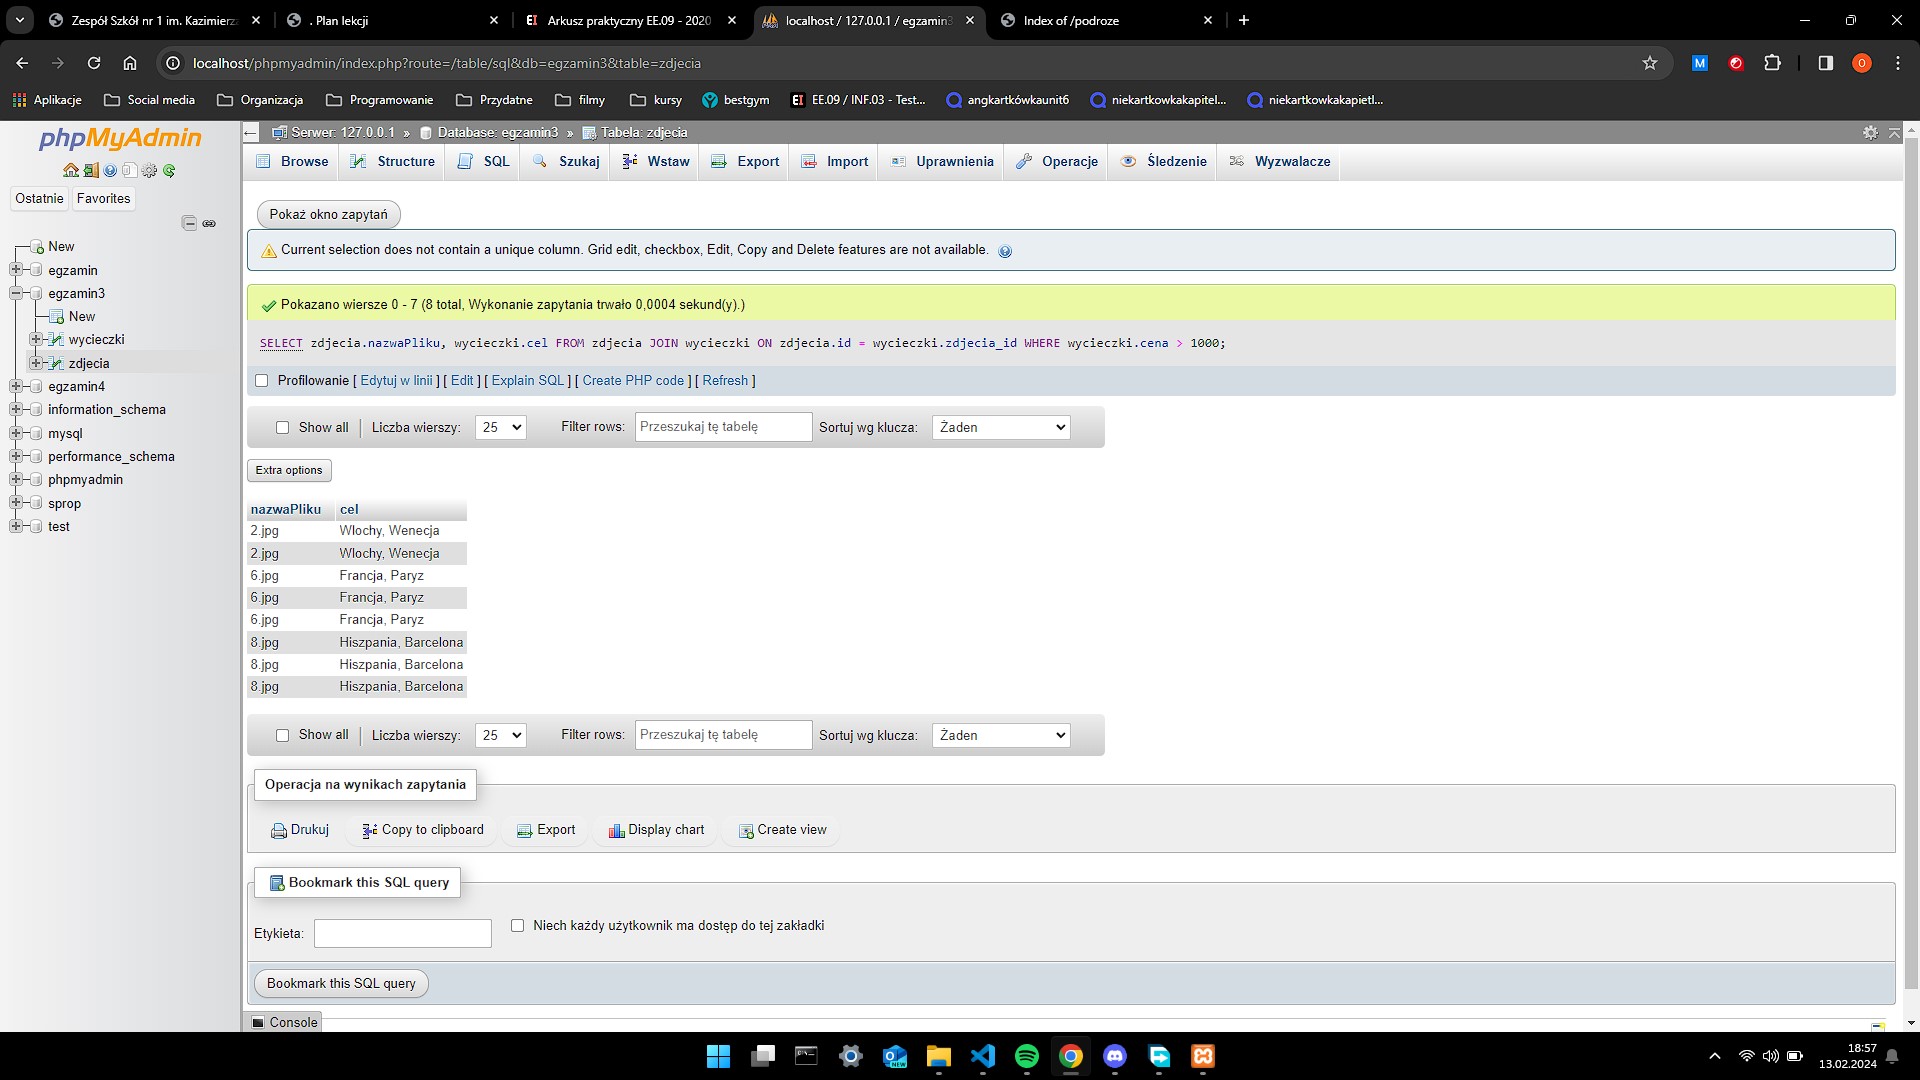 Zespół Szkół nr 1 im. Kazimierz
. Plan lekcji
EI Arkusz praktyczny EE.09 - 2020
localhost / 127.0.0.1 / egzamin3
Index of /podroze
localhost/phpmyadmin/index.php?route=/table/sql&db=egzamin3&table=zdjecia
M
O
Aplikacje
Social media
Organizacja
Programowanie
Przydatne
filmy
kursy
bestgym
EI EE.09 / INF.03 - Test...
angkartkówkaunit6
niekartkowkakapitel...
niekartkowkakapietl...
phpMyAdmin
Ostatnie
Favorites
New
egzamin
egzamin3
New
wycieczki
zdjecia
egzamin4
information_schema
mysql
performance_schema
phpmyadmin
sprop
test
Serwer: 127.0.0.1 » Database: egzamin3 » Tabela: zdjecia
Browse
Structure
SQL
Szukaj
Wstaw
Export
Import
Uprawnienia
Operacje
Śledzenie
Wyzwalacze
Pokaż okno zapytań
Current selection does not contain a unique column. Grid edit, checkbox, Edit, Copy and Delete features are not available.
Pokazano wiersze 0 - 7 (8 total, Wykonanie zapytania trwało 0,0004 sekund(y).)
SELECT zdjecia.nazwaPliku, wycieczki.cel FROM zdjecia JOIN wycieczki ON zdjecia.id = wycieczki.zdjecia_id WHERE wycieczki.cena > 1000;
Profilowanie [ Edytuj w linii ] [ Edit ] [ Explain SQL ] [ Create PHP code ] [ Refresh ]
Show all
Liczba wierszy:
25
Filter rows:
Przeszukaj tę tabelę
Sortuj wg klucza:
Żaden
Extra options
nazwaPliku cel
2.jpg Wlochy, Wenecja
2.jpg Wlochy, Wenecja
6.jpg Francja, Paryz
6.jpg Francja, Paryz
6.jpg Francja, Paryz
8.jpg Hiszpania, Barcelona
8.jpg Hiszpania, Barcelona
8.jpg Hiszpania, Barcelona
Show all
Liczba wierszy:
25
Filter rows:
Przeszukaj tę tabelę
Sortuj wg klucza:
Żaden
Operacja na wynikach zapytania
Drukuj
Copy to clipboard
Export
Display chart
Create view
Bookmark this SQL query
Etykieta:
Niech każdy użytkownik ma dostęp do tej zakładki
Bookmark this SQL query
Console
NEW
18:57
13.02.2024